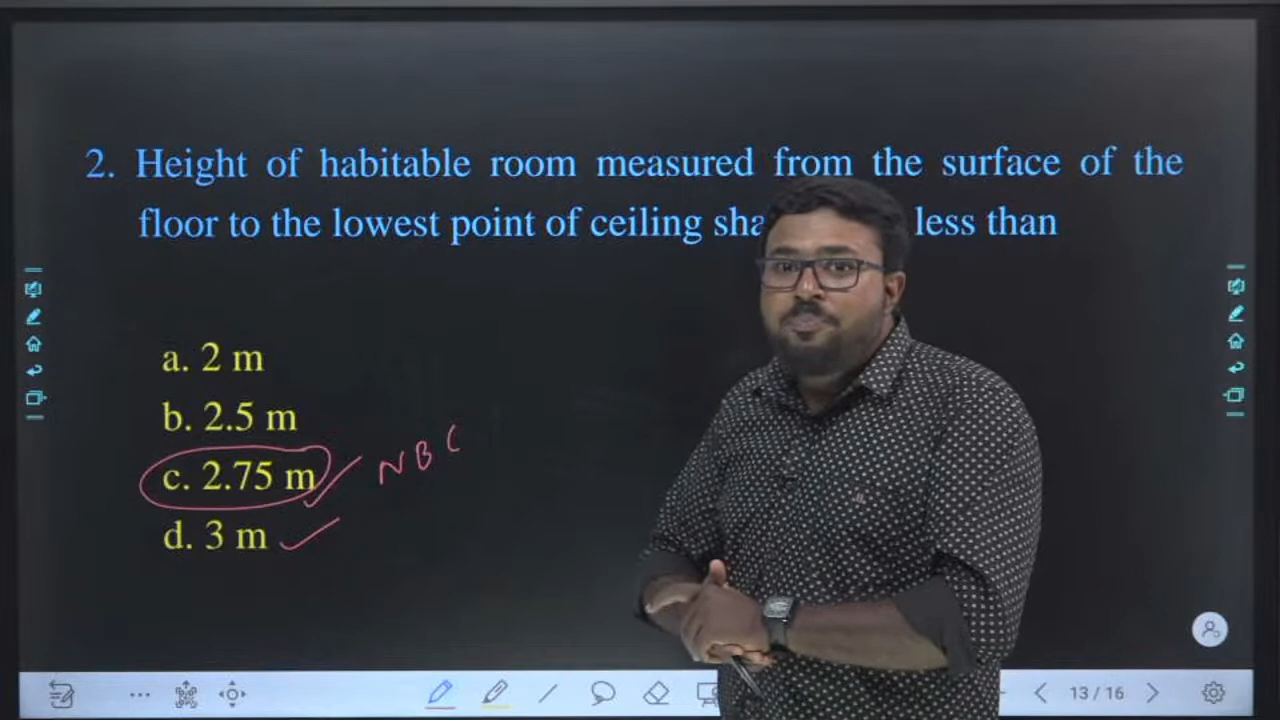 2. Height of habitable room measured from the surface of the
floor to the lowest point of ceiling sha less than
a. 2 m
b. 2.5 m
c. 2.75 m NBC
d. 3 m
13 / 16